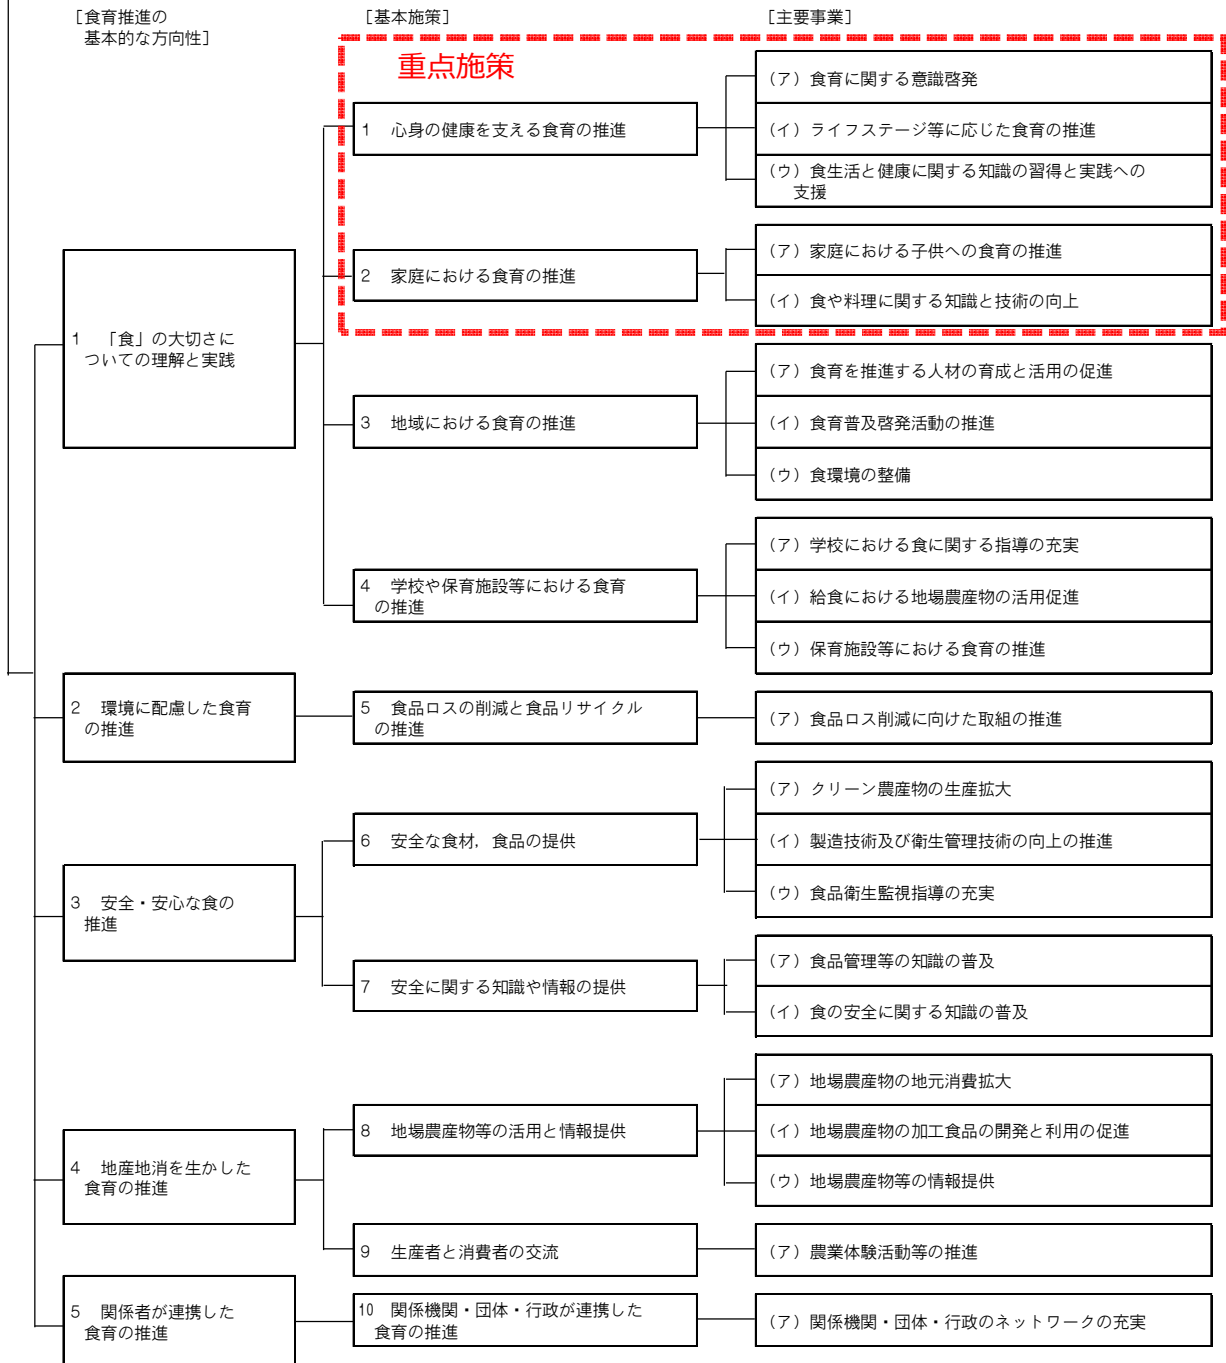 ［食育推進の
基本的な方向性］
［基本施策］
［主要事業］
重点施策
1　「食」の大切さに
ついての理解と実践
1　心身の健康を支える食育の推進
（ア）食育に関する意識啓発
（イ）ライフステージ等に応じた食育の推進
（ウ）食生活と健康に関する知識の習得と実践への
支援
2　家庭における食育の推進
（ア）家庭における子供への食育の推進
（イ）食や料理に関する知識と技術の向上
3　地域における食育の推進
（ア）食育を推進する人材の育成と活用の促進
（イ）食育普及啓発活動の推進
（ウ）食環境の整備
4　学校や保育施設等における食育
の推進
（ア）学校における食に関する指導の充実
（イ）給食における地場農産物の活用促進
（ウ）保育施設等における食育の推進
2　環境に配慮した食育
の推進
5　食品ロスの削減と食品リサイクル
の推進
（ア）食品ロス削減に向けた取組の推進
3　安全・安心な食の
推進
6　安全な食材，食品の提供
（ア）クリーン農産物の生産拡大
（イ）製造技術及び衛生管理技術の向上の推進
（ウ）食品衛生監視指導の充実
7　安全に関する知識や情報の提供
（ア）食品管理等の知識の普及
（イ）食の安全に関する知識の普及
4　地産地消を生かした
食育の推進
8　地場農産物等の活用と情報提供
（ア）地場農産物の地元消費拡大
（イ）地場農産物の加工食品の開発と利用の促進
（ウ）地場農産物等の情報提供
9　生産者と消費者の交流
（ア）農業体験活動等の推進
5　関係者が連携した
食育の推進
10　関係機関・団体・行政が連携した
食育の推進
（ア）関係機関・団体・行政のネットワークの充実